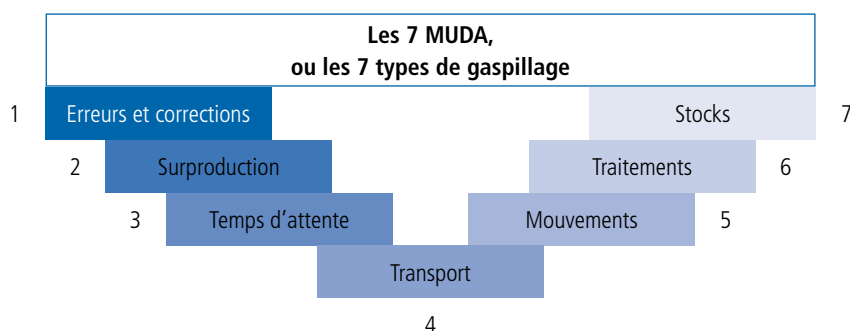 Les 7 MUDA,
ou les 7 types de gaspillage
1 Erreurs et corrections
Stocks 7
2 Surproduction
Traitements 6
3 Temps d’attente
Mouvements 5
Transport
4